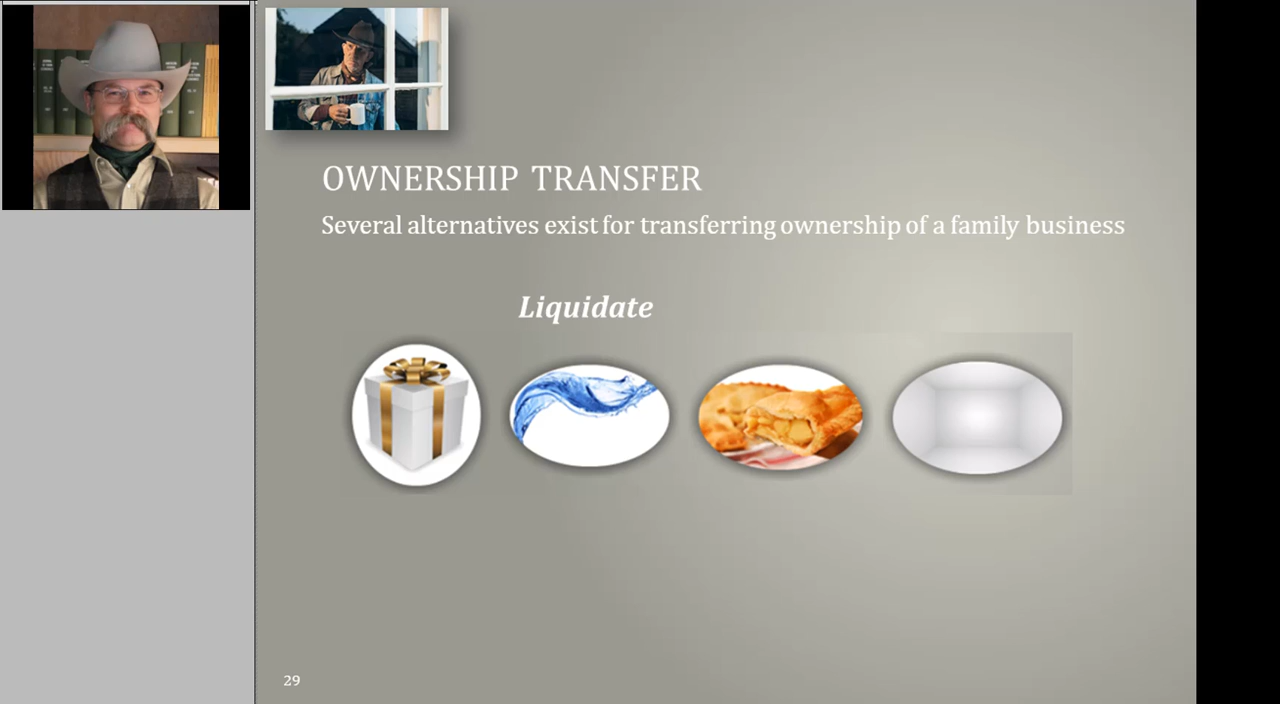 OWNERSHIP TRANSFER
Several alternatives exist for transferring ownership of a family business
Liquidate
29